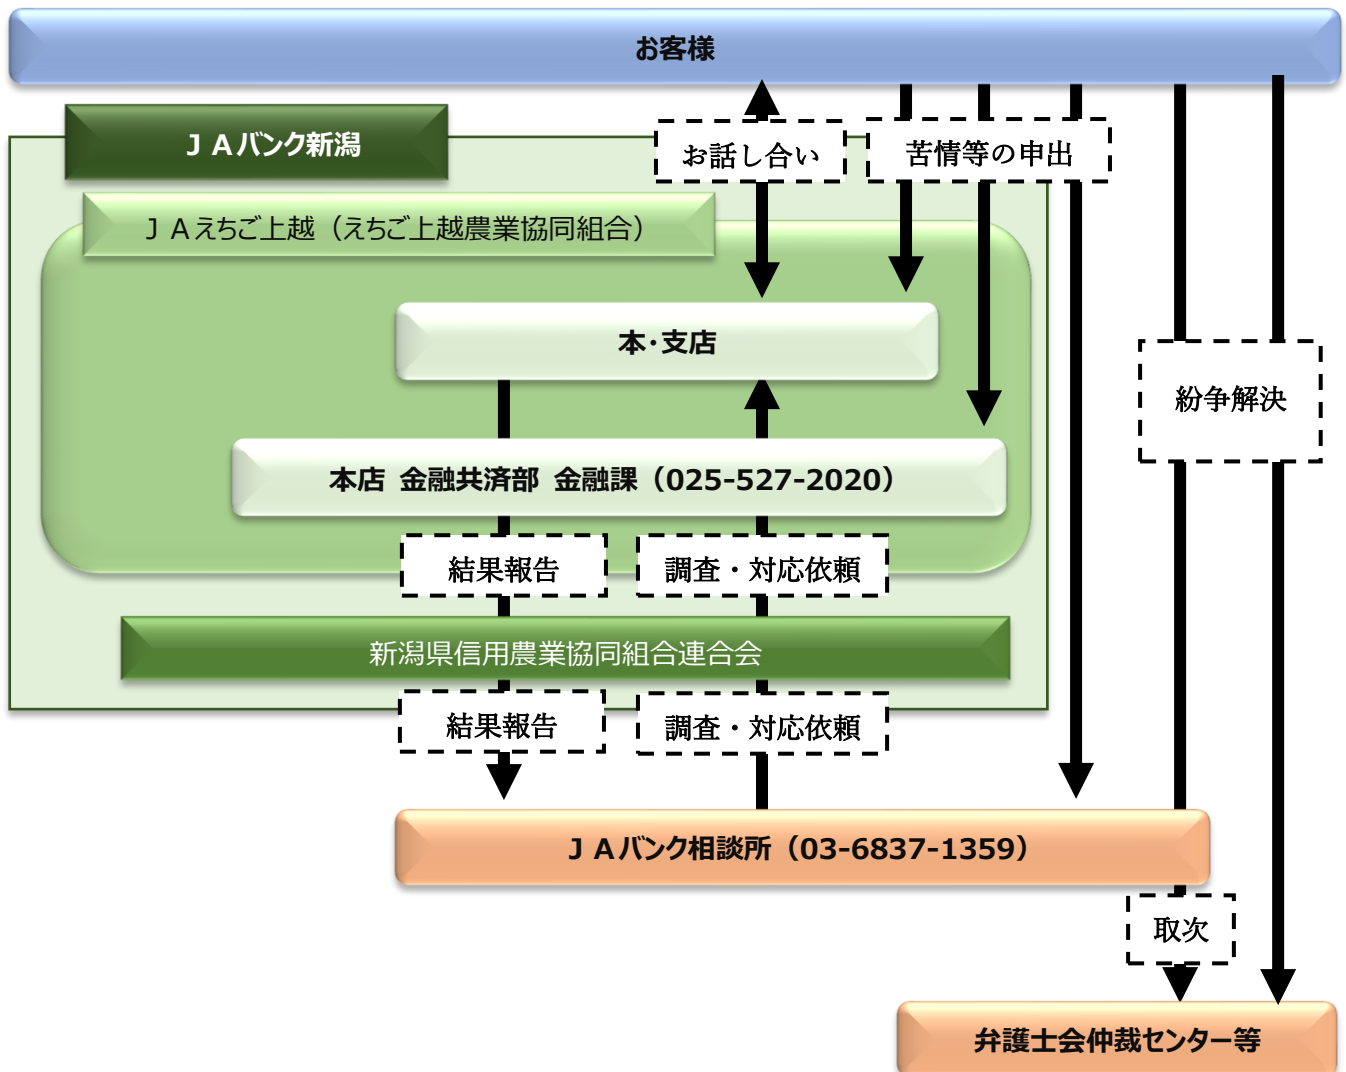 お客様
ＪＡバンク新潟
お話し合い
苦情等の申出
ＪＡえちご上越（えちご上越農業協同組合）
本・支店
紛争解決
本店 金融共済部 金融課（025-527-2020）
結果報告
調査・対応依頼
新潟県信用農業協同組合連合会
結果報告
調査・対応依頼
ＪＡバンク相談所（03-6837-1359）
取次
弁護士会仲裁センター等